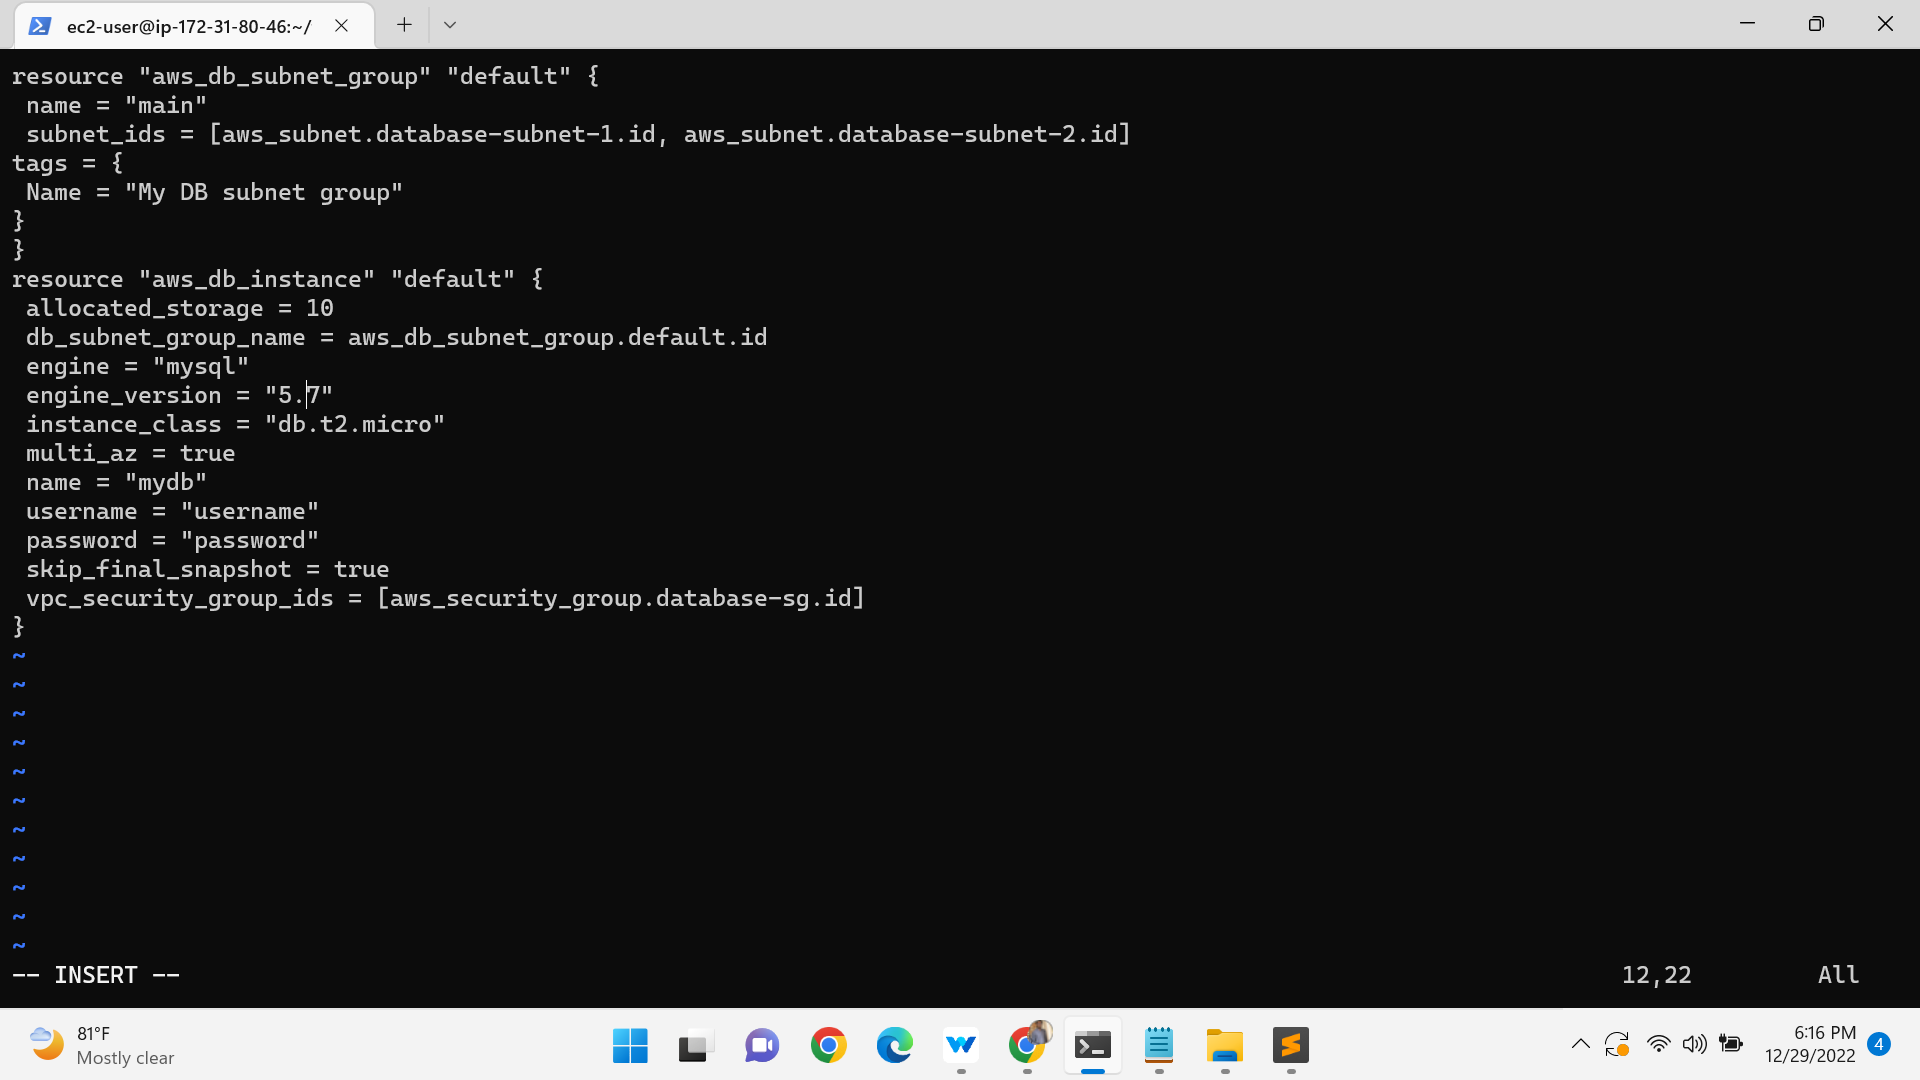 ec2-user@ip-172-31-80-46:~/
resource "aws_db_subnet_group" "default" {
 name = "main"
 subnet_ids = [aws_subnet.database-subnet-1.id, aws_subnet.database-subnet-2.id]
tags = {
 Name = "My DB subnet group"
}
}
resource "aws_db_instance" "default" {
 allocated_storage = 10
 db_subnet_group_name = aws_db_subnet_group.default.id
 engine = "mysql"
 engine_version = "5.7"
 instance_class = "db.t2.micro"
 multi_az = true
 name = "mydb"
 username = "username"
 password = "password"
 skip_final_snapshot = true
 vpc_security_group_ids = [aws_security_group.database-sg.id]
}
~
~
~
~
~
~
~
~
~
~
~
-- INSERT -- 12,22 All
81°F
Mostly clear
6:16 PM
12/29/2022
4